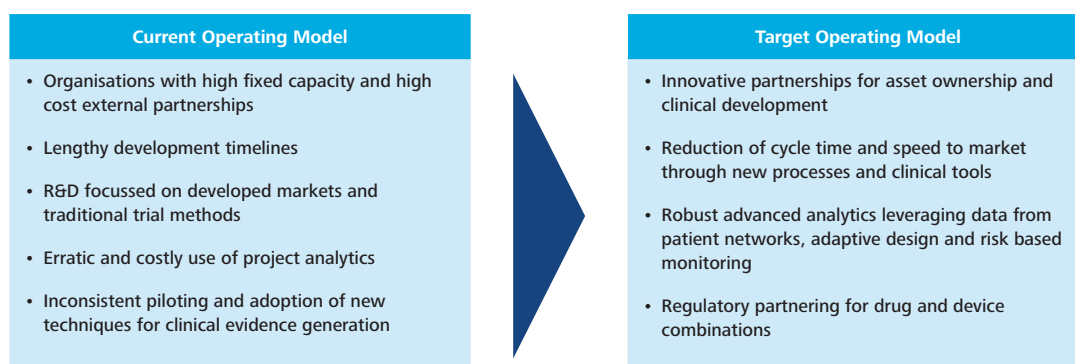 Current Operating Model
• Organisations with high fixed capacity and high
cost external partnerships
• Lengthy development timelines
• R&D focussed on developed markets and
traditional trial methods
• Erratic and costly use of project analytics
• Inconsistent piloting and adoption of new
techniques for clinical evidence generation
Target Operating Model
• Innovative partnerships for asset ownership and
clinical development
• Reduction of cycle time and speed to market
through new processes and clinical tools
• Robust advanced analytics leveraging data from
patient networks, adaptive design and risk based
monitoring
• Regulatory partnering for drug and device
combinations